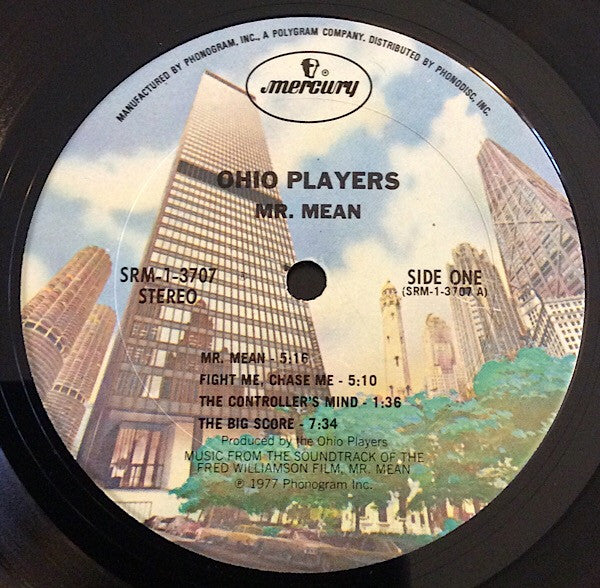 MANUFACTURED BY PHONOGRAM, INC., A POLYGRAM COMPANY. DISTRIBUTED BY PHONODISC, INC.
mercury ®
OHIO PLAYERS
MR. MEAN
SRM-1-3707
STEREO
SIDE ONE
(SRM-1-3707 A)
MR. MEAN - 5:16
FIGHT ME, CHASE ME - 5:10
THE CONTROLLER'S MIND - 1:36
THE BIG SCORE - 7:34
Produced by the Ohio Players
MUSIC FROM THE SOUNDTRACK OF THE
FRED WILLIAMSON FILM, MR. MEAN
℗ 1977 Phonogram Inc.